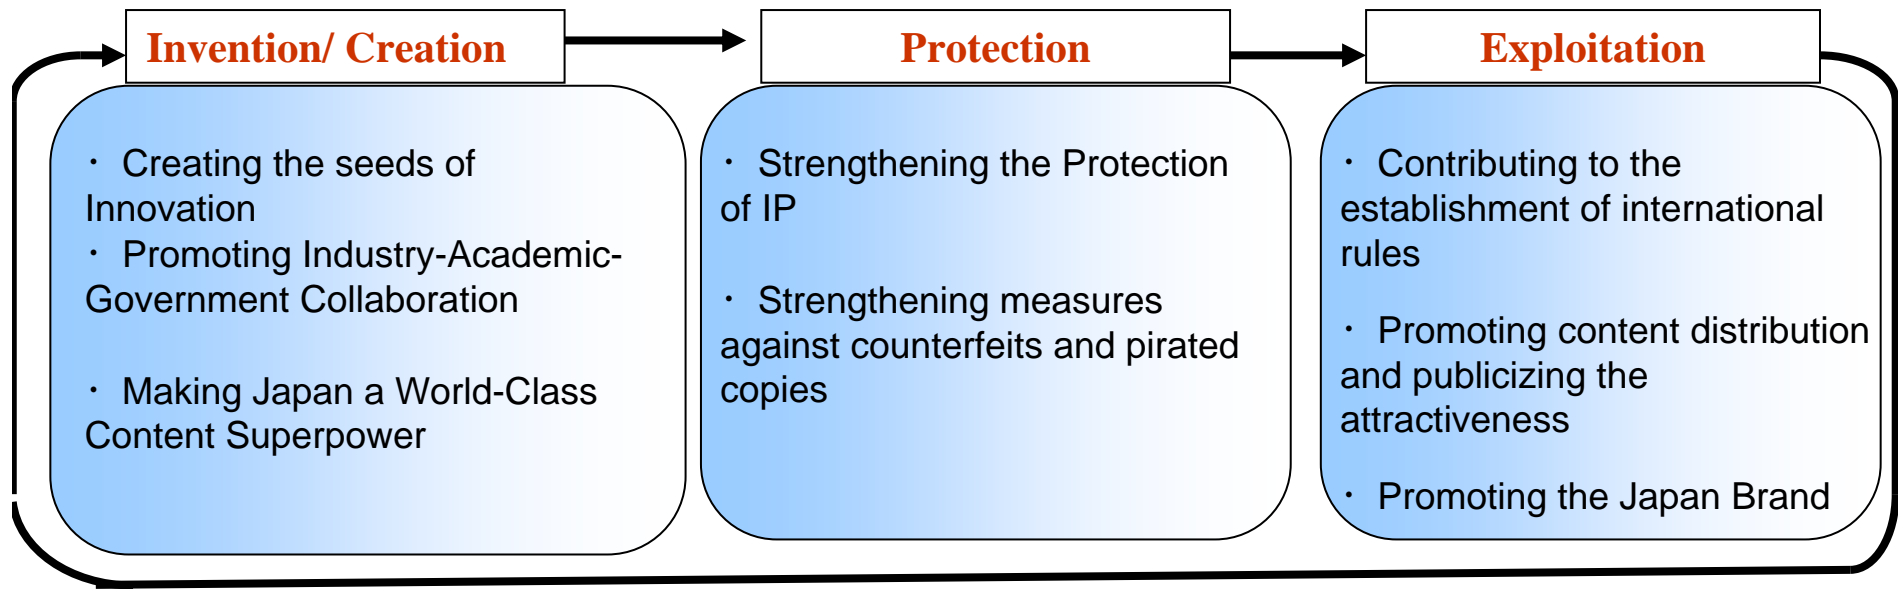 Invention/ Creation
・ Creating the seeds of
Innovation
・ Promoting Industry-Academic-
Government Collaboration
・ Making Japan a World-Class
Content Superpower
Protection
・ Strengthening the Protection
of IP
・ Strengthening measures
against counterfeits and pirated
copies
Exploitation
・ Contributing to the
establishment of international
rules
・ Promoting content distribution
and publicizing the
attractiveness
・ Promoting the Japan Brand